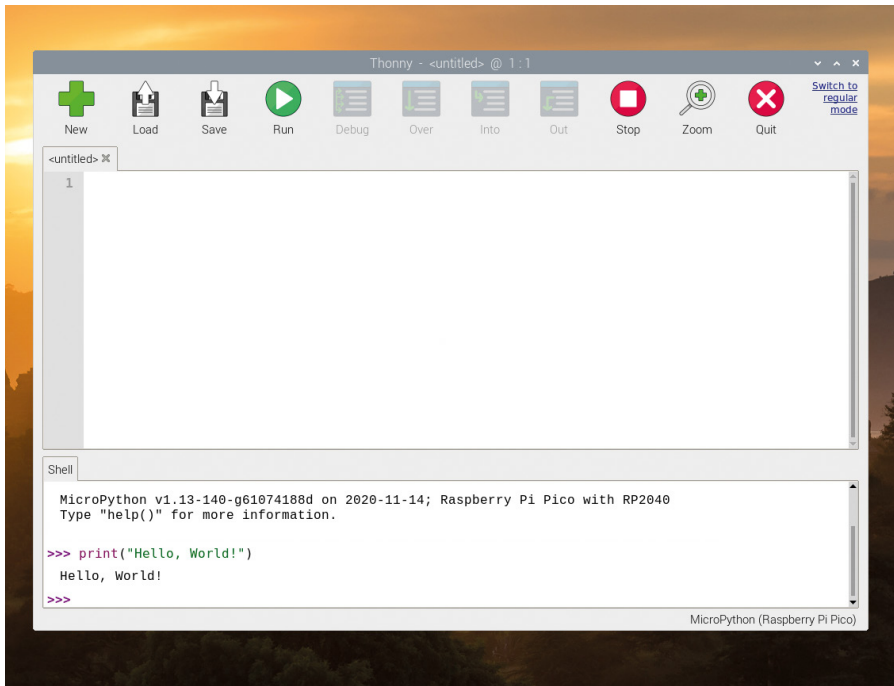 Thonny - <untitled> @ 1:1
New Load Save Run Debug Over Into Out Stop Zoom Quit
Switch to
regular
mode
<untitled>
1
Shell
MicroPython v1.13-140-g61074188d on 2020-11-14; Raspberry Pi Pico with RP2040
Type "help()" for more information.
>>> print("Hello, World!")
Hello, World!
>>>
MicroPython (Raspberry Pi Pico)